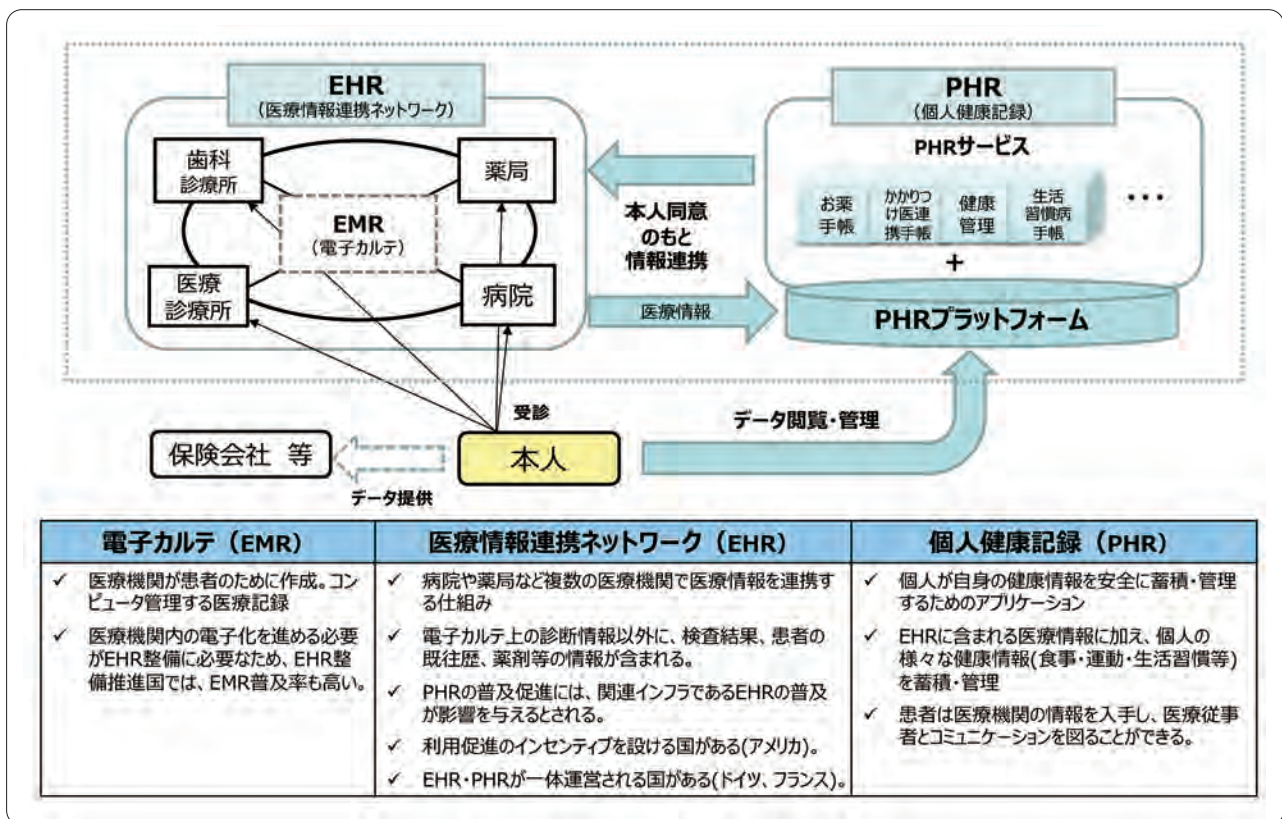 EHR
（医療情報連携ネットワーク）
歯科
診療所
薬局
EMR
（電子カルテ）
医療
診療所
病院
本人同意
のもと
情報連携
医療情報
PHR
（個人健康記録）
PHRサービス
お薬
手帳
かかりつ
け医連
携手帳
健康
管理
生活
習慣病
手帳
･･･
+
PHRプラットフォーム
受診
データ閲覧・管理
保険会社 等
本人
データ提供
電子カルテ（EMR）
✓ 医療機関が患者のために作成。コン
ピュータ管理する医療記録
✓ 医療機関内の電子化を進める必要
がEHR整備に必要なため、EHR整
備推進国では、EMR普及率も高い。
医療情報連携ネットワーク（EHR）
✓ 病院や薬局など複数の医療機関で医療情報を連携す
る仕組み
✓ 電子カルテ上の診断情報以外に、検査結果、患者の
既往歴、薬剤等の情報が含まれる。
✓ PHRの普及促進には、関連インフラであるEHRの普及
が影響を与えるとされる。
✓ 利用促進のインセンティブを設ける国がある(アメリカ)。
✓ EHR・PHRが一体運営される国がある(ドイツ、フランス)。
個人健康記録（PHR）
✓ 個人が自身の健康情報を安全に蓄積・管理
するためのアプリケーション
✓ EHRに含まれる医療情報に加え、個人の
様々な健康情報(食事・運動・生活習慣等)
を蓄積・管理
✓ 患者は医療機関の情報を入手し、医療従事
者とコミュニケーションを図ることができる。